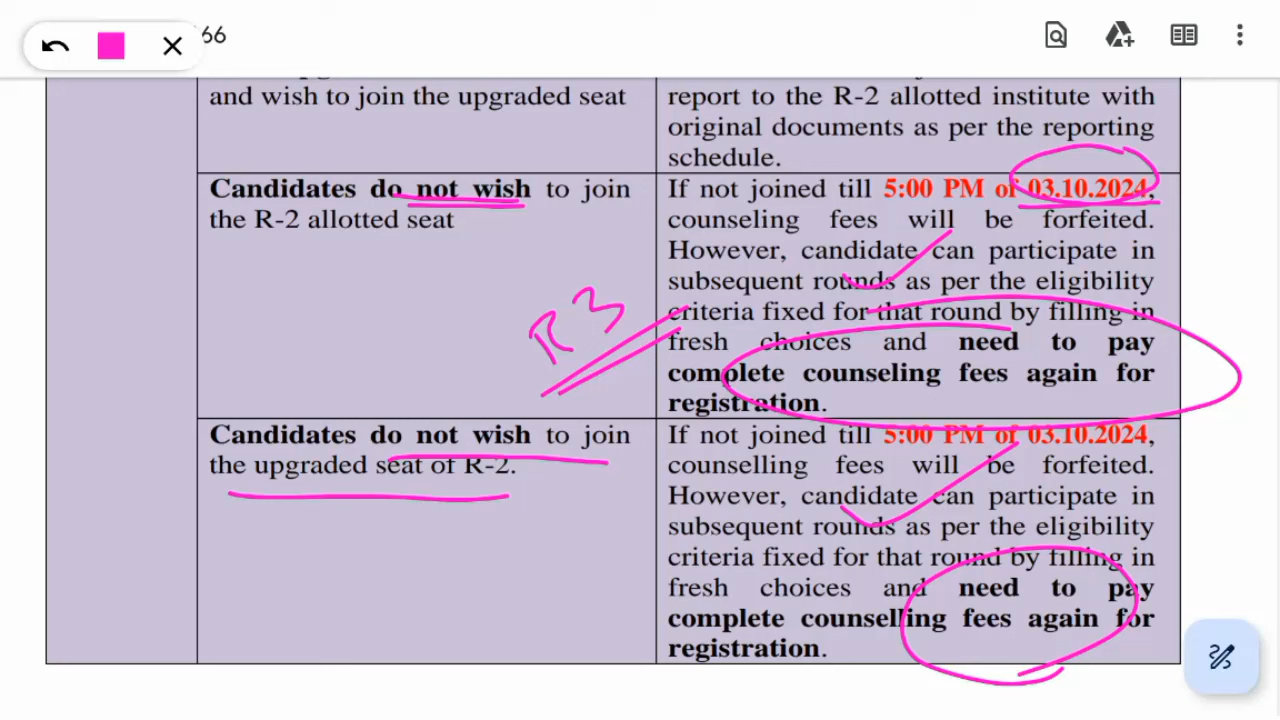 66
and wish to join the upgraded seat
report to the R-2 allotted institute with
original documents as per the reporting
schedule.
Candidates do not wish to join
the R-2 allotted seat
If not joined till 5:00 PM of 03.10.2024,
counseling fees will be forfeited.
However, candidate can participate in
subsequent rounds as per the eligibility
criteria fixed for that round by filling in
fresh choices and need to pay
complete counseling fees again for
registration.
R3
Candidates do not wish to join
the upgraded seat of R-2.
If not joined till 5:00 PM of 03.10.2024,
counselling fees will be forfeited.
However, candidate can participate in
subsequent rounds as per the eligibility
criteria fixed for that round by filling in
fresh choices and need to pay
complete counselling fees again for
registration.